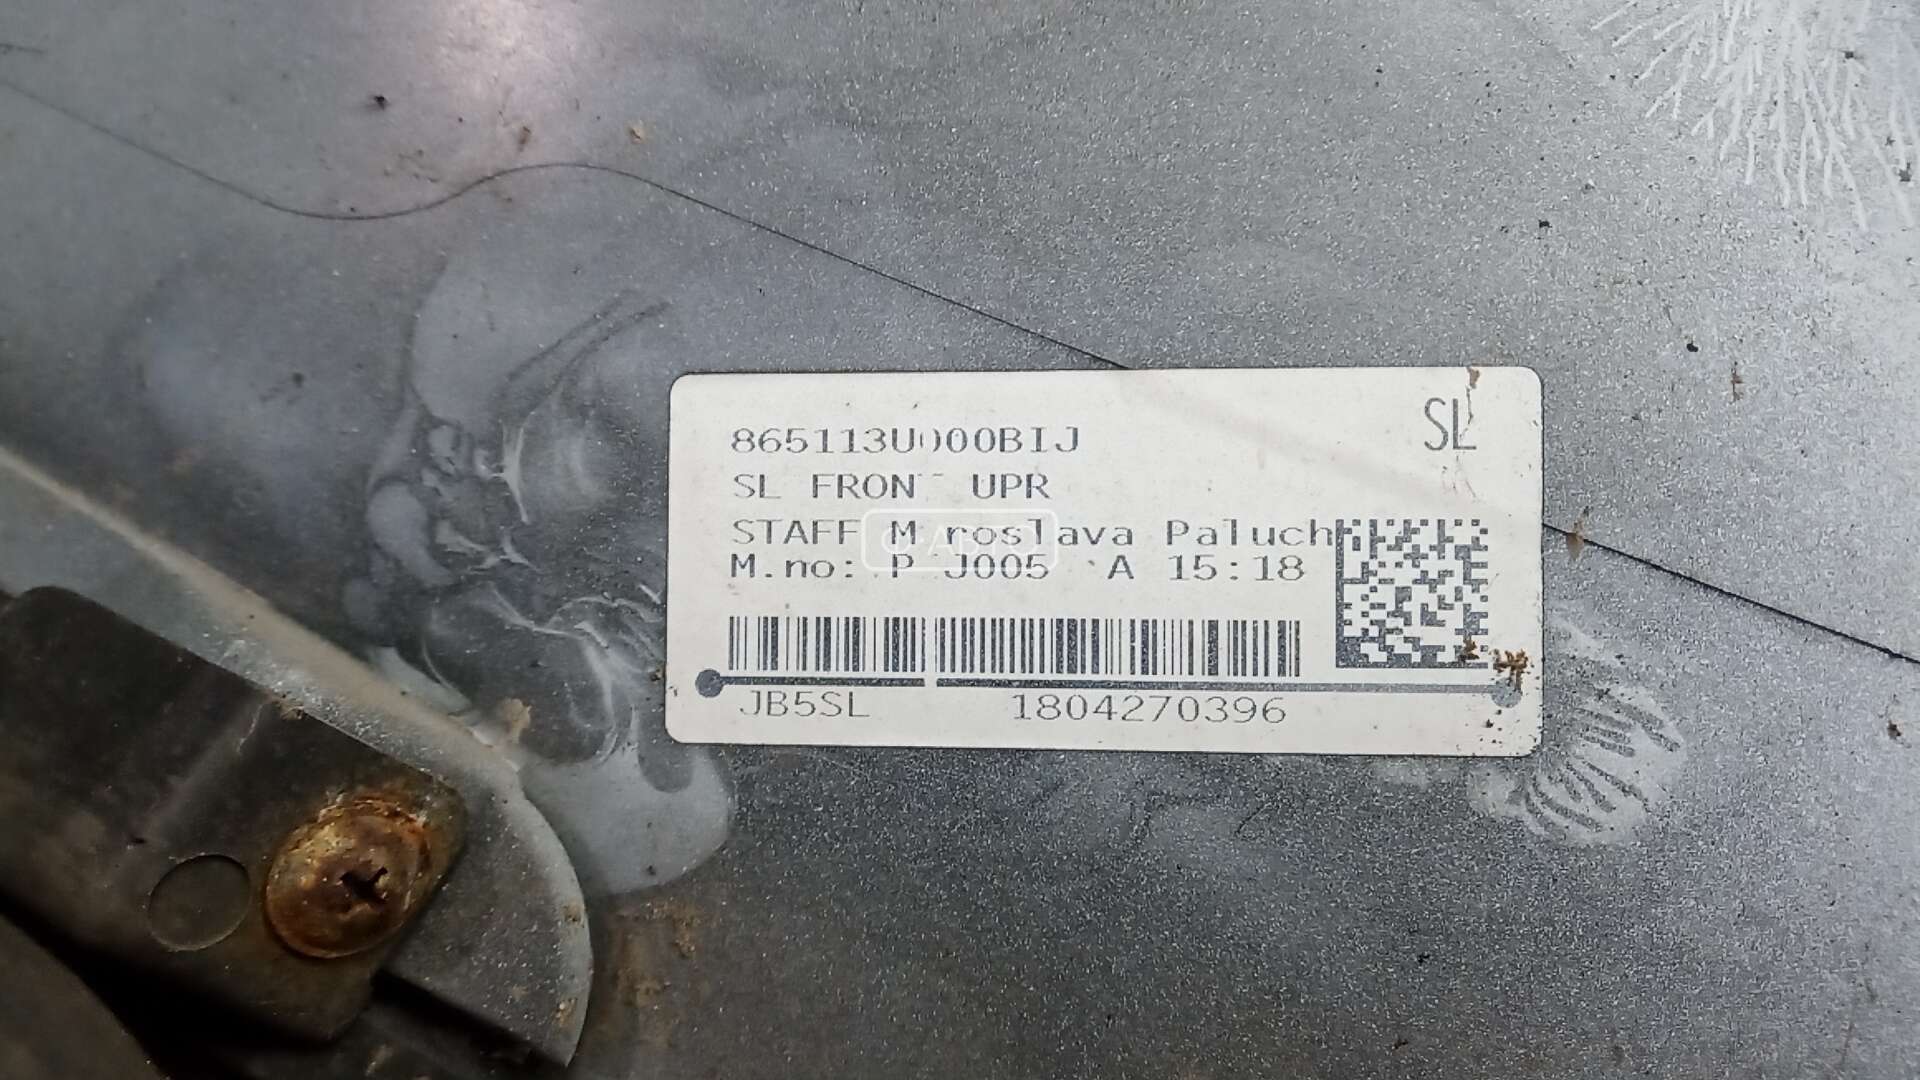 865113U000BIJ
SL
SL FRONT UPR
STAFF M roslava Paluch
M.no: P J005 A 15:18
JB5SL
1804270396